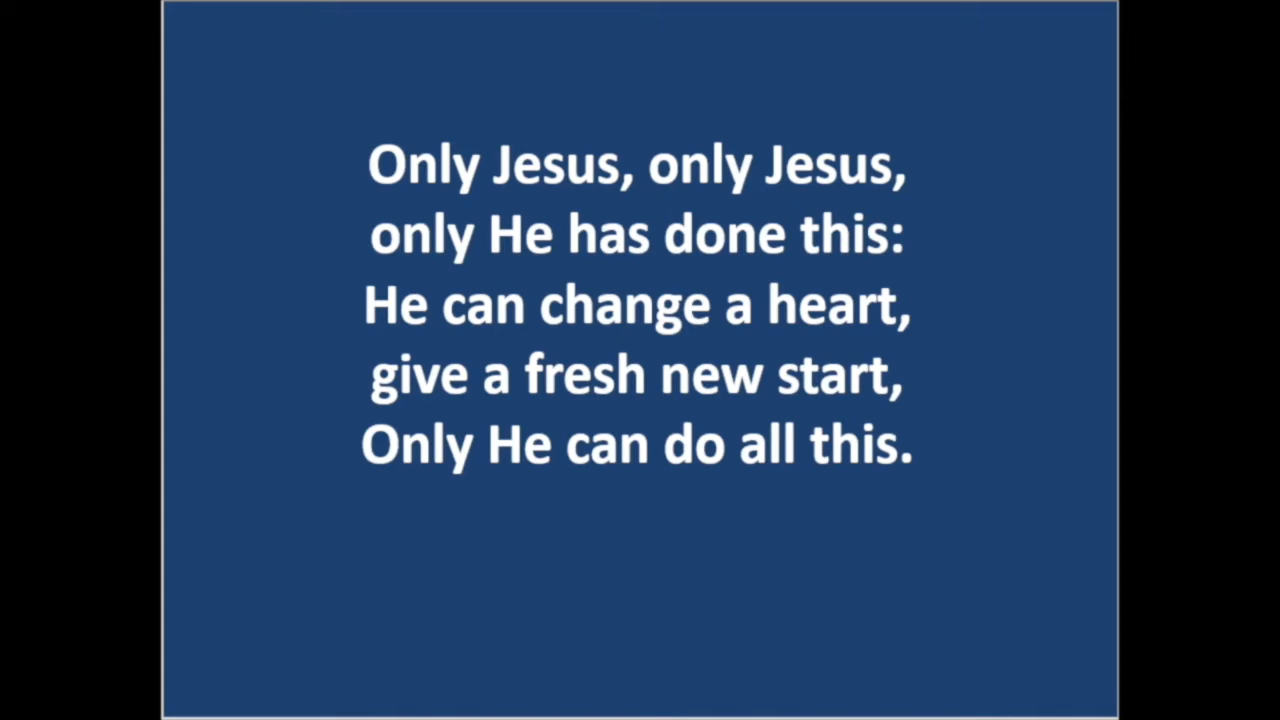 Only Jesus, only Jesus,
only He has done this:
He can change a heart,
give a fresh new start,
Only He can do all this.